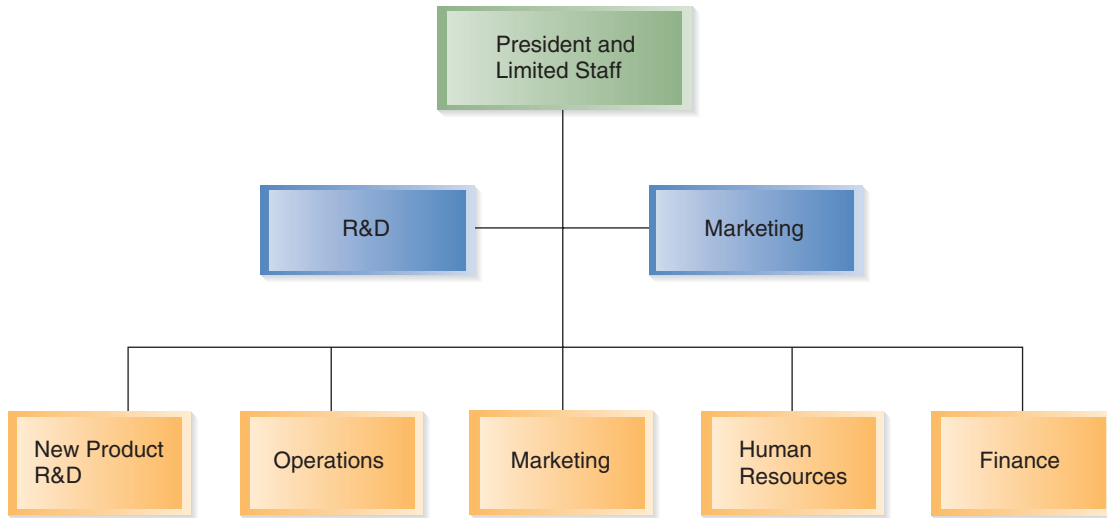 President and
Limited Staff
R&D
Marketing
New Product
R&D
Operations
Marketing
Human
Resources
Finance